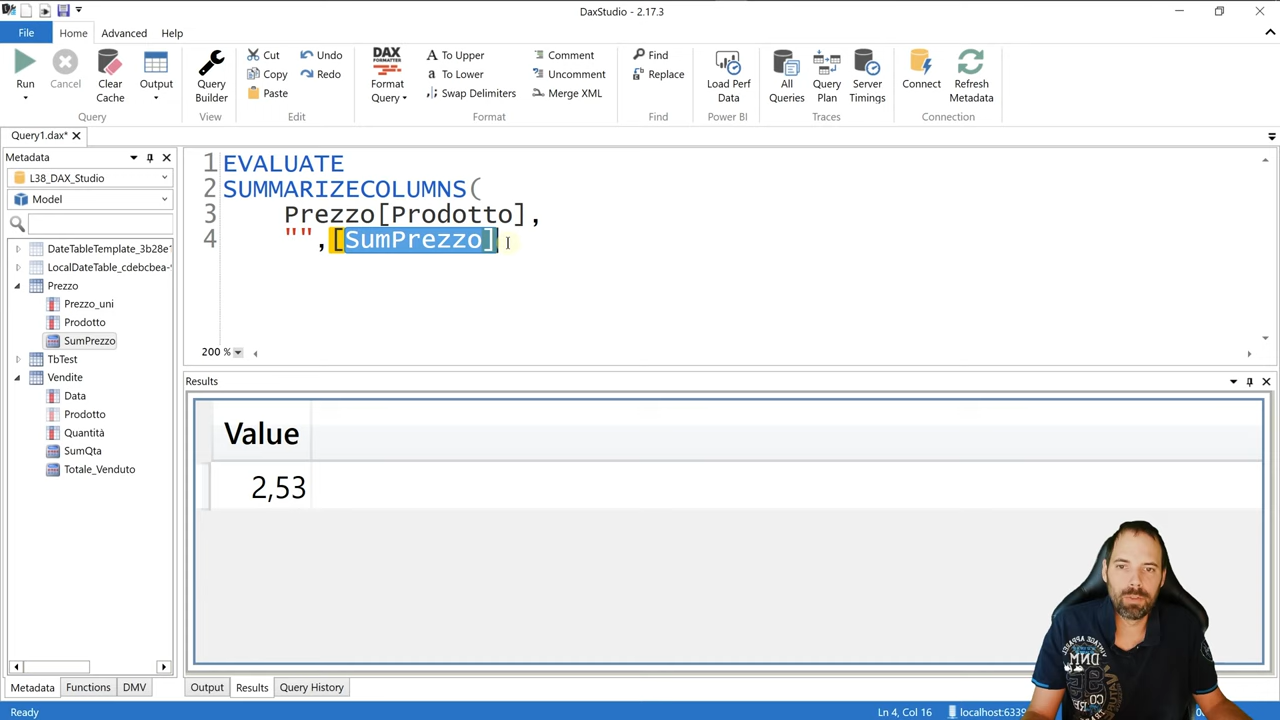 DaxStudio - 2.17.3
File Home Advanced Help
Run
Cancel
Clear Cache
Output
Query
Query Builder
View
Cut
Copy
Paste
Undo
Redo
Edit
DAX FORMATTER
Format Query
To Upper
To Lower
Swap Delimiters
Comment
Uncomment
Merge XML
Format
Find
Replace
Find
Load Perf Data
Power BI
All Queries
Query Plan
Server Timings
Traces
Connect
Refresh Metadata
Connection
Query1.dax*
Metadata
L38_DAX_Studio
Model
DateTableTemplate_3b28e1
LocalDateTable_cdebcbea-
Prezzo
Prezzo_uni
Prodotto
SumPrezzo
TbTest
Vendite
Data
Prodotto
Quantità
SumQta
Totale_Venduto
1 EVALUATE
2 SUMMARIZECOLUMNS(
3 Prezzo[Prodotto],
4 "",[SumPrezzo]
200 %
Results
Value
2,53
Metadata Functions DMV
Output Results Query History
Ready
Ln 4, Col 16
localhost:6339
DNM